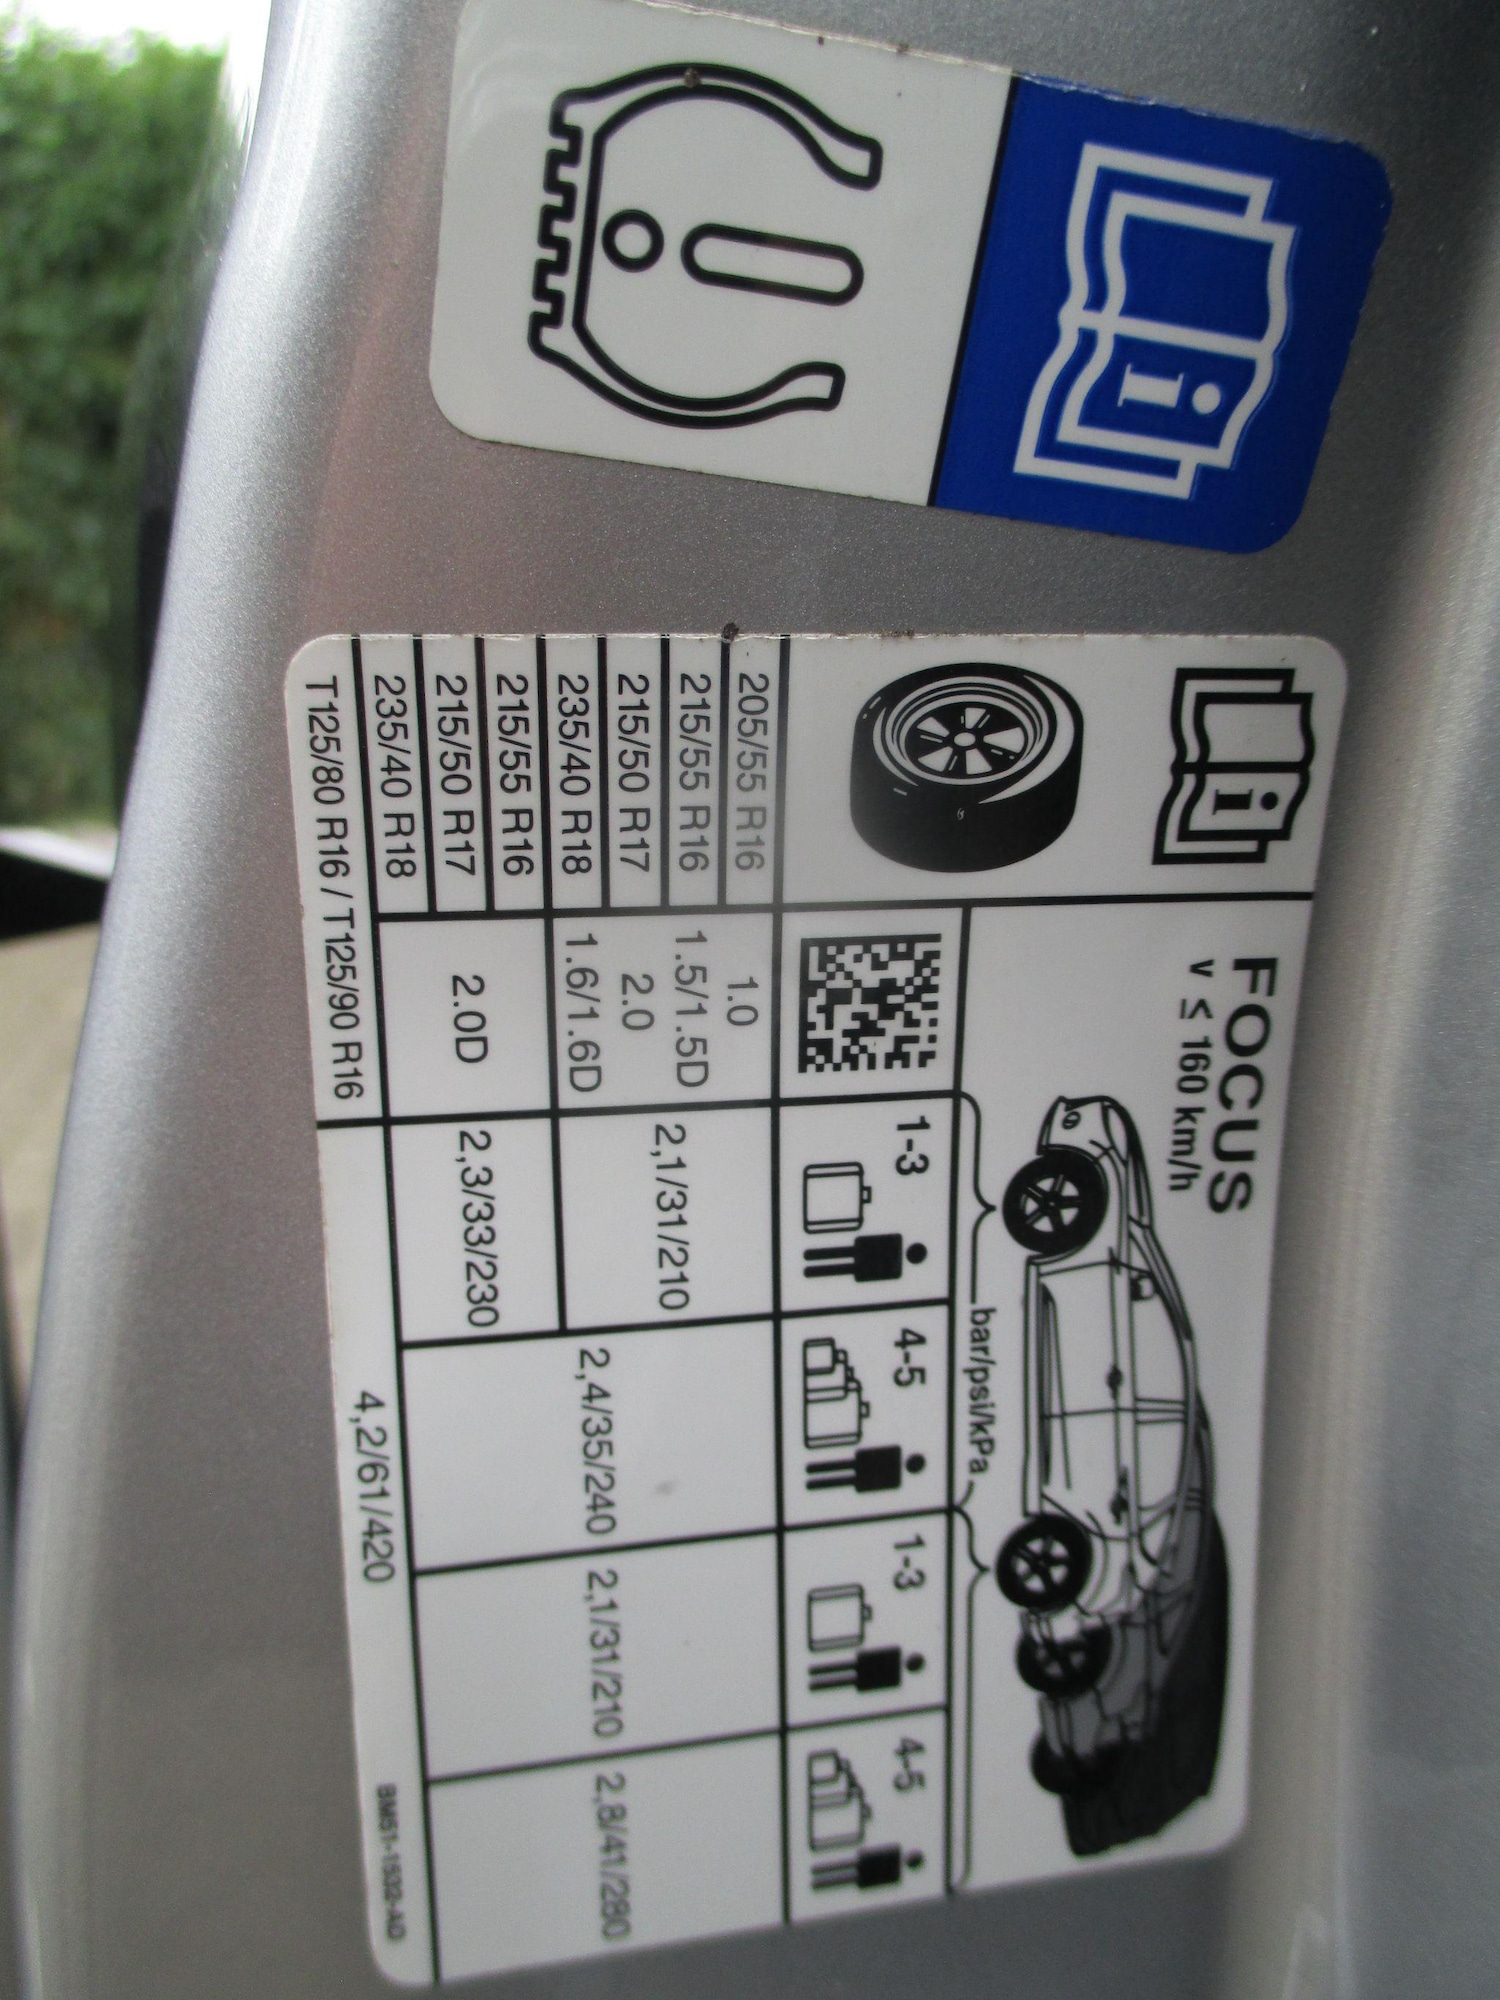 i
i
FOCUS
v ≤ 160 km/h
bar/psi/kPa
1-3
4-5
1-3
4-5
205/55 R16
215/55 R16
215/50 R17
235/40 R18
1.0
1.5/1.5D
2.0
1.6/1.6D
2,1/31/210
2,4/35/240
2,1/31/210
2,8/41/280
215/55 R16
215/50 R17
235/40 R18
2.0D
2,3/33/230
T125/80 R16 / T125/90 R16
4,2/61/420
BM61-1532-AD